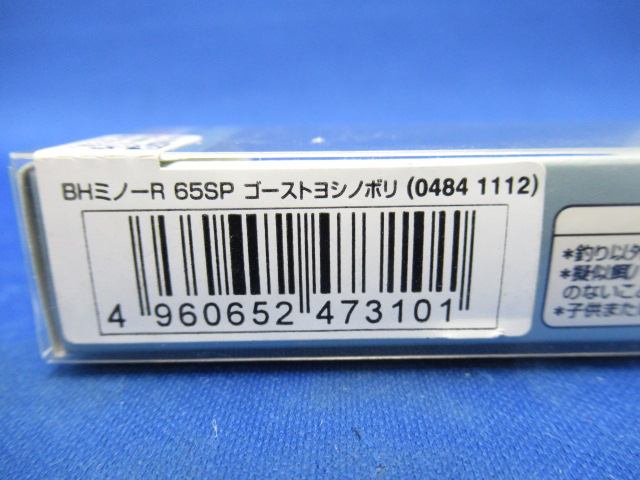 BHミノーR 65SP ゴーストヨシノボリ (0484 1112)
4 960652 473101
*釣り以外
*疑似餌
のないこ
*子供また